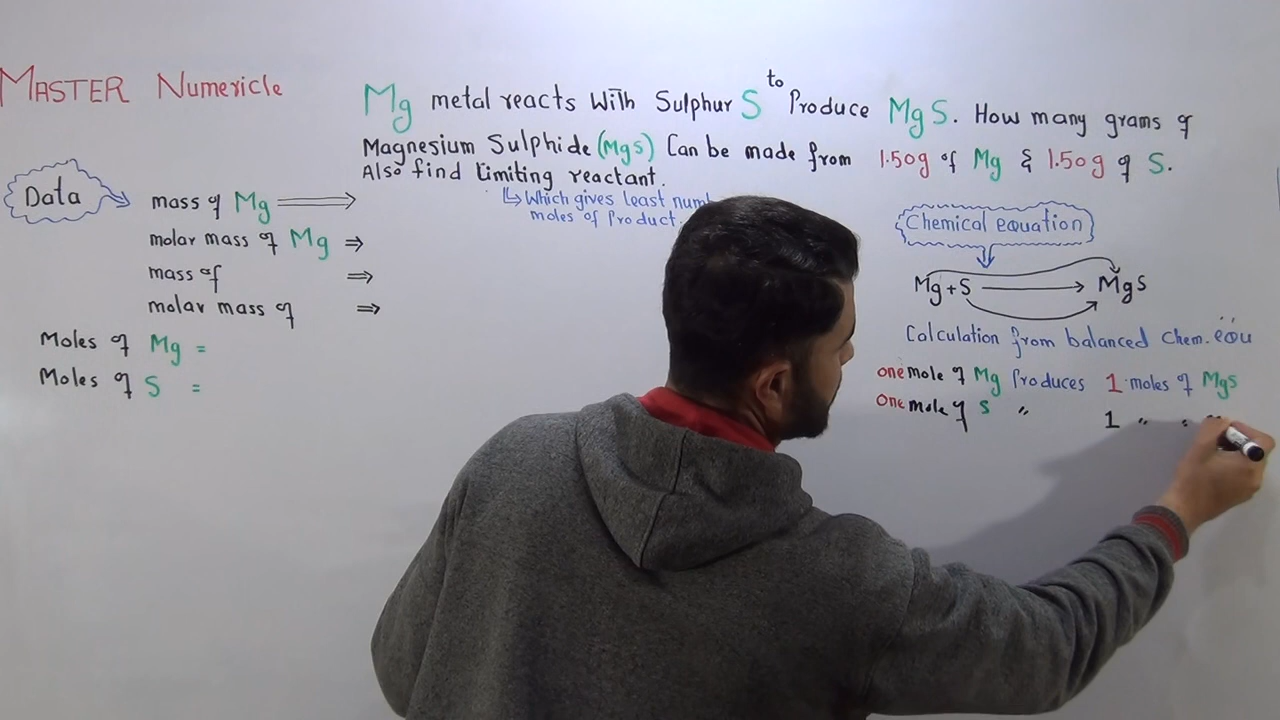 MASTER Numericle
Mg metal reacts With Sulphur S to Produce MgS. How many grams of
Magnesium Sulphide (MgS) Can be made from 1.50g of Mg & 1.50g of S.
Also find Limiting reactant.
Which gives least
moles of Product.
Data
mass of Mg ⟹
molar mass of Mg ⇒
mass of ⇒
molar mass of ⇒
Moles of Mg =
Moles of S =
Chemical equation
Mg + S → MgS
Calculation from balanced Chem. equ
one mole of Mg Produces 1 moles of MgS
One mole of S " 1 " "